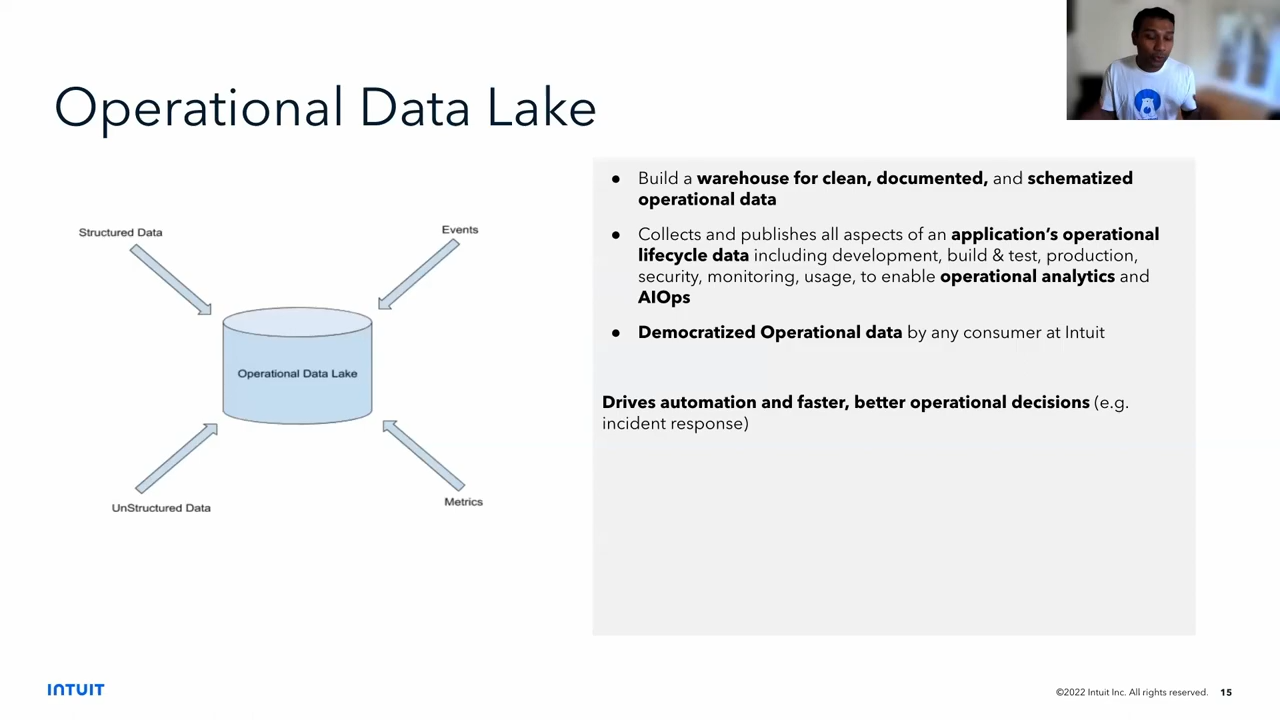 Operational Data Lake
Structured Data
Events
Operational Data Lake
UnStructured Data
Metrics
● Build a warehouse for clean, documented, and schematized
operational data
● Collects and publishes all aspects of an application’s operational
lifecycle data including development, build & test, production,
security, monitoring, usage, to enable operational analytics and
AIOps
● Democratized Operational data by any consumer at Intuit
Drives automation and faster, better operational decisions (e.g.
incident response)
INTUIT
©2022 Intuit Inc. All rights reserved. 15